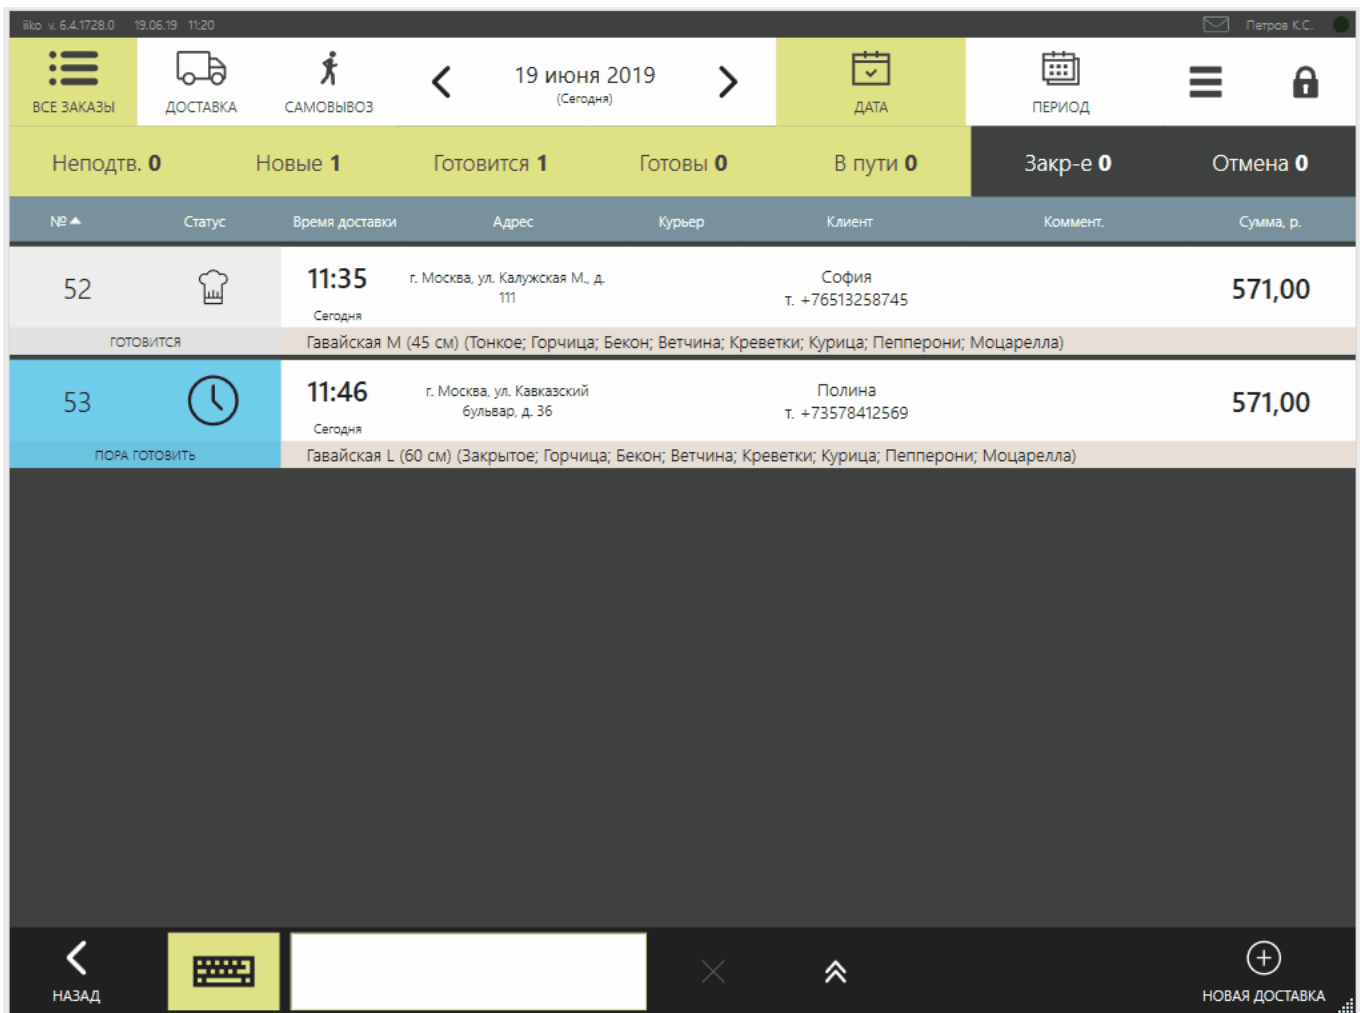 iiko v. 6.4.1728.0 19.06.19 11:20 Петров К.С.
ВСЕ ЗАКАЗЫ ДОСТАВКА САМОВЫВОЗ 19 июня 2019 ДАТА ПЕРИОД
(Сегодня)
Неподтв. 0 Новые 1 Готовится 1 Готовы 0 В пути 0 Закр-е 0 Отмена 0
№ Статус Время доставки Адрес Курьер Клиент Коммент. Сумма, р.
52 11:35 г. Москва, ул. Калужская М., д. София 571,00
111 т. +76513258745
Сегодня
ГОТОВИТСЯ Гавайская M (45 см) (Тонкое; Горчица; Бекон; Ветчина; Креветки; Курица; Пепперони; Моцарелла)
53 11:46 г. Москва, ул. Кавказский Полина 571,00
бульвар, д. 36 т. +73578412569
Сегодня
ПОРА ГОТОВИТЬ Гавайская L (60 см) (Закрытое; Горчица; Бекон; Ветчина; Креветки; Курица; Пепперони; Моцарелла)
НАЗАД НОВАЯ ДОСТАВКА